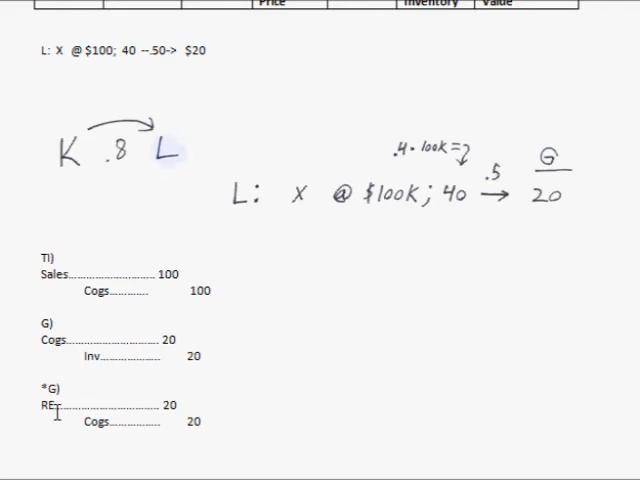 Price Inventory Value
L: X @ $100; 40 --.50-> $20
K .8 L
.4 · 100K = ?
L: X @ $100K; 40 → .5 G 20
TI)
Sales.............................. 100
Cogs............. 100
G)
Cogs.................................. 20
Inv.................... 20
*G)
RE..................................... 20
Cogs................. 20